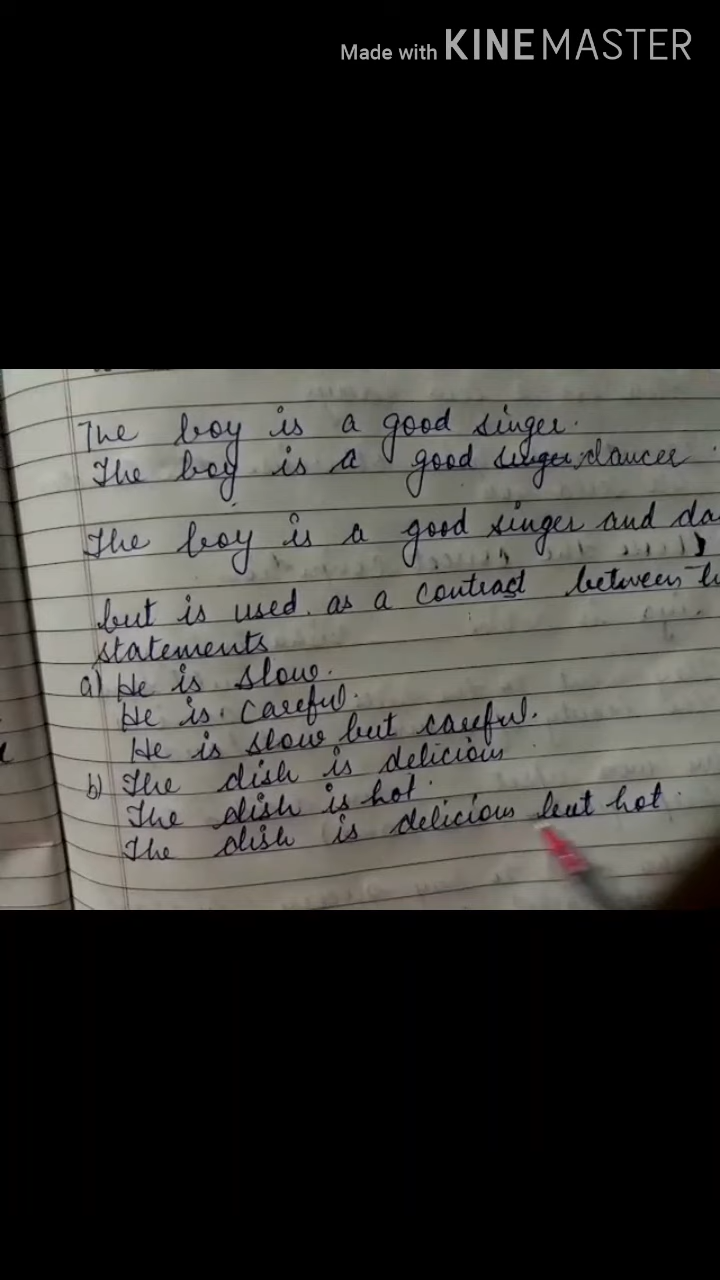 Made with KINEMASTER
The boy is a good singer.
The boy is a good dancer.
The boy is a good singer and da
but is used as a contract between
statements
a) He is slow.
He is careful.
He is slow but careful.
b) The dish is delicious
The dish is hot.
The dish is delicious but hot.